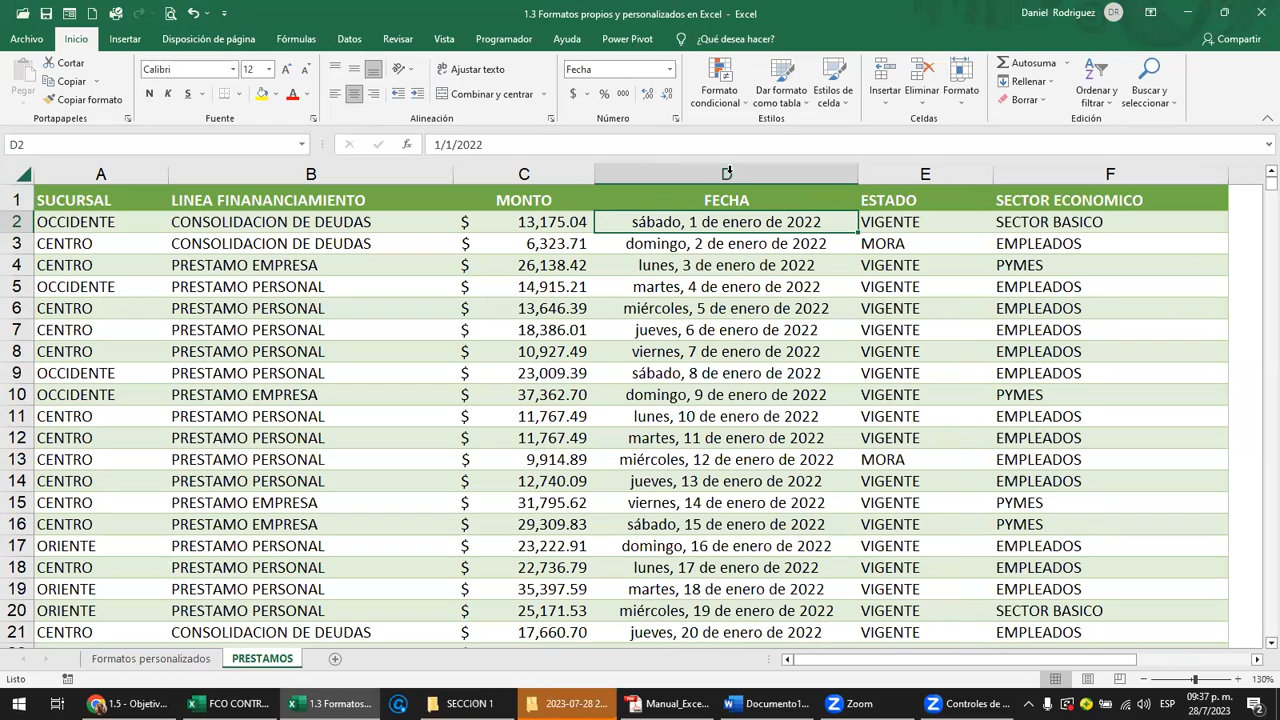 1.3 Formatos propios y personalizados en Excel - Excel
Daniel Rodriguez DR
Archivo Inicio Insertar Disposición de página Fórmulas Datos Revisar Vista Programador Ayuda Power Pivot ¿Qué desea hacer? Compartir
Pegar
Cortar
Copiar
Copiar formato
Portapapeles
Calibri 12
N K S
Fuente
Ajustar texto
Combinar y centrar
Alineación
Fecha
$ % 000
Número
Formato condicional
Dar formato como tabla
Estilos de celda
Estilos
Insertar
Eliminar
Formato
Celdas
Autosuma
Rellenar
Borrar
Ordenar y filtrar
Buscar y seleccionar
Edición
D2 fx 1/1/2022
A B C D E F
1 SUCURSAL LINEA FINANANCIAMIENTO MONTO FECHA ESTADO SECTOR ECONOMICO
2 OCCIDENTE CONSOLIDACION DE DEUDAS $ 13,175.04 sábado, 1 de enero de 2022 VIGENTE SECTOR BASICO
3 CENTRO CONSOLIDACION DE DEUDAS $ 6,323.71 domingo, 2 de enero de 2022 MORA EMPLEADOS
4 CENTRO PRESTAMO EMPRESA $ 26,138.42 lunes, 3 de enero de 2022 VIGENTE PYMES
5 OCCIDENTE PRESTAMO PERSONAL $ 14,915.21 martes, 4 de enero de 2022 VIGENTE EMPLEADOS
6 CENTRO PRESTAMO PERSONAL $ 13,646.39 miércoles, 5 de enero de 2022 VIGENTE EMPLEADOS
7 CENTRO PRESTAMO PERSONAL $ 18,386.01 jueves, 6 de enero de 2022 VIGENTE EMPLEADOS
8 CENTRO PRESTAMO PERSONAL $ 10,927.49 viernes, 7 de enero de 2022 VIGENTE EMPLEADOS
9 OCCIDENTE PRESTAMO PERSONAL $ 23,009.39 sábado, 8 de enero de 2022 VIGENTE EMPLEADOS
10 OCCIDENTE PRESTAMO EMPRESA $ 37,362.70 domingo, 9 de enero de 2022 VIGENTE PYMES
11 CENTRO PRESTAMO PERSONAL $ 11,767.49 lunes, 10 de enero de 2022 VIGENTE EMPLEADOS
12 CENTRO PRESTAMO PERSONAL $ 11,767.49 martes, 11 de enero de 2022 VIGENTE EMPLEADOS
13 CENTRO PRESTAMO PERSONAL $ 9,914.89 miércoles, 12 de enero de 2022 MORA EMPLEADOS
14 CENTRO PRESTAMO PERSONAL $ 12,740.09 jueves, 13 de enero de 2022 VIGENTE EMPLEADOS
15 CENTRO PRESTAMO EMPRESA $ 31,795.62 viernes, 14 de enero de 2022 VIGENTE PYMES
16 CENTRO PRESTAMO EMPRESA $ 29,309.83 sábado, 15 de enero de 2022 VIGENTE PYMES
17 ORIENTE PRESTAMO PERSONAL $ 23,222.91 domingo, 16 de enero de 2022 VIGENTE EMPLEADOS
18 CENTRO PRESTAMO PERSONAL $ 22,736.79 lunes, 17 de enero de 2022 VIGENTE EMPLEADOS
19 ORIENTE PRESTAMO PERSONAL $ 35,397.59 martes, 18 de enero de 2022 VIGENTE EMPLEADOS
20 ORIENTE PRESTAMO PERSONAL $ 25,171.53 miércoles, 19 de enero de 2022 VIGENTE SECTOR BASICO
21 CENTRO CONSOLIDACION DE DEUDAS $ 17,660.70 jueves, 20 de enero de 2022 VIGENTE EMPLEADOS
Formatos personalizados PRESTAMOS
Listo 130%
1.5 - Objetiv... FCO CONTR... 1.3 Formatos... SECCION 1 2023-07-28 2... Manual_Exce... Documento1... Zoom Controles de ... ESP 09:37 p. m.
28/7/2023